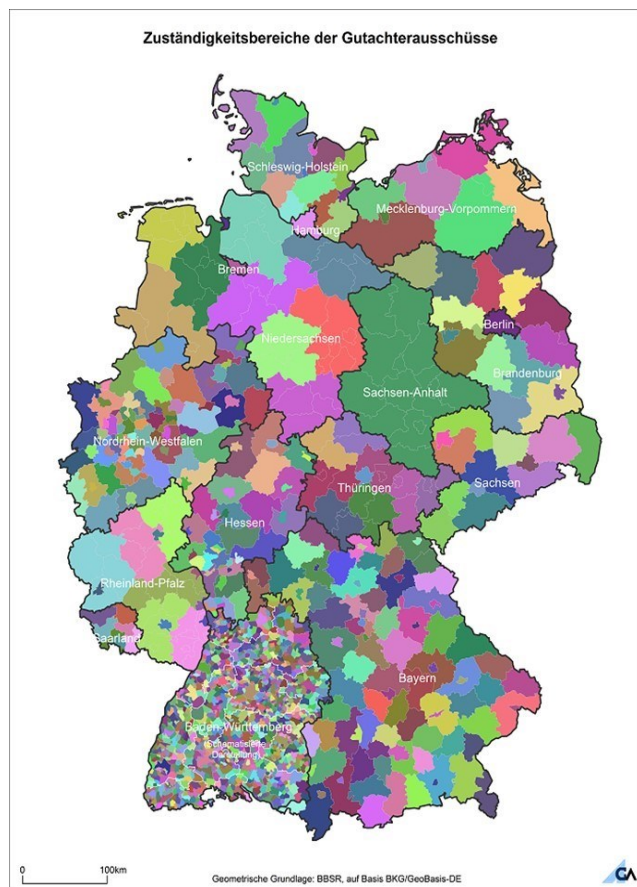 Zuständigkeitsbereiche der Gutachterausschüsse
Schleswig-Holstein
Mecklenburg-Vorpommern
Hamburg
Bremen
Berlin
Niedersachsen
Brandenburg
Sachsen-Anhalt
Nordrhein-Westfalen
Sachsen
Thüringen
Hessen
Rheinland-Pfalz
Saarland
Bayern
Baden-Württemberg
(Schematisierte
Darstellung)
0 100km
Geometrische Grundlage: BBSR, auf Basis BKG/GeoBasis-DE